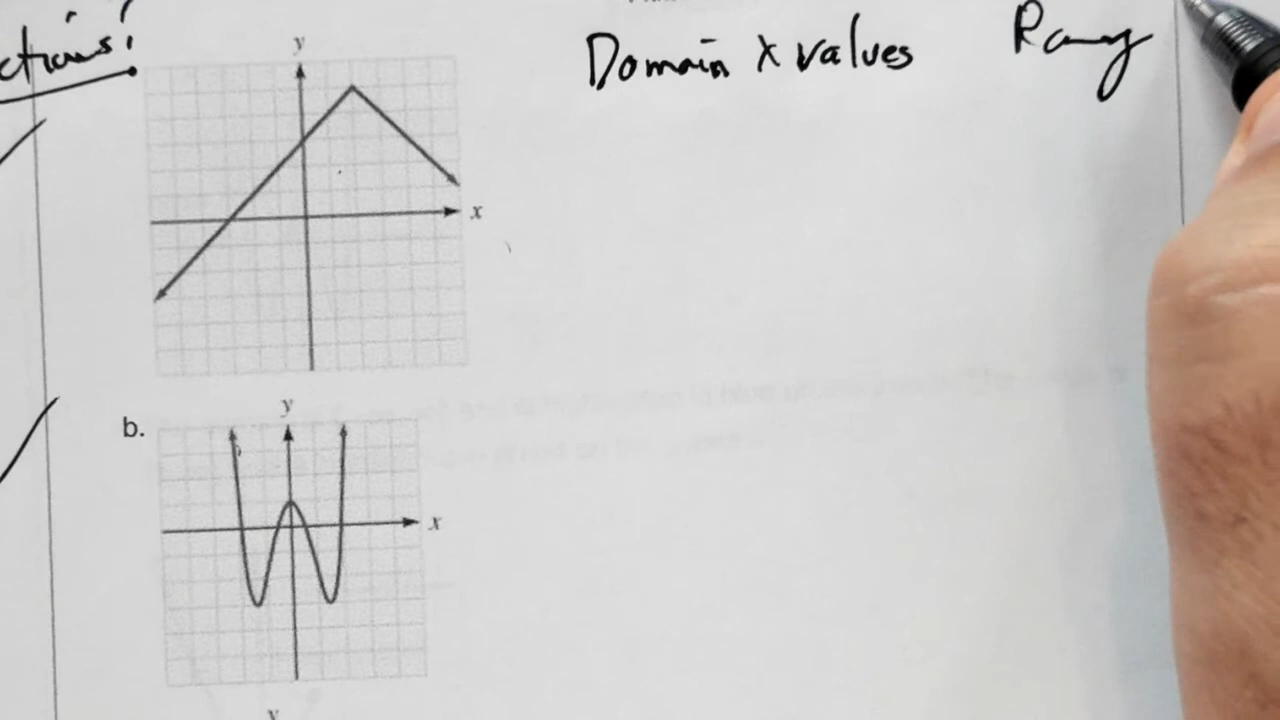 ctions!
Domain x values Rang
y
x
b.
y
x
y